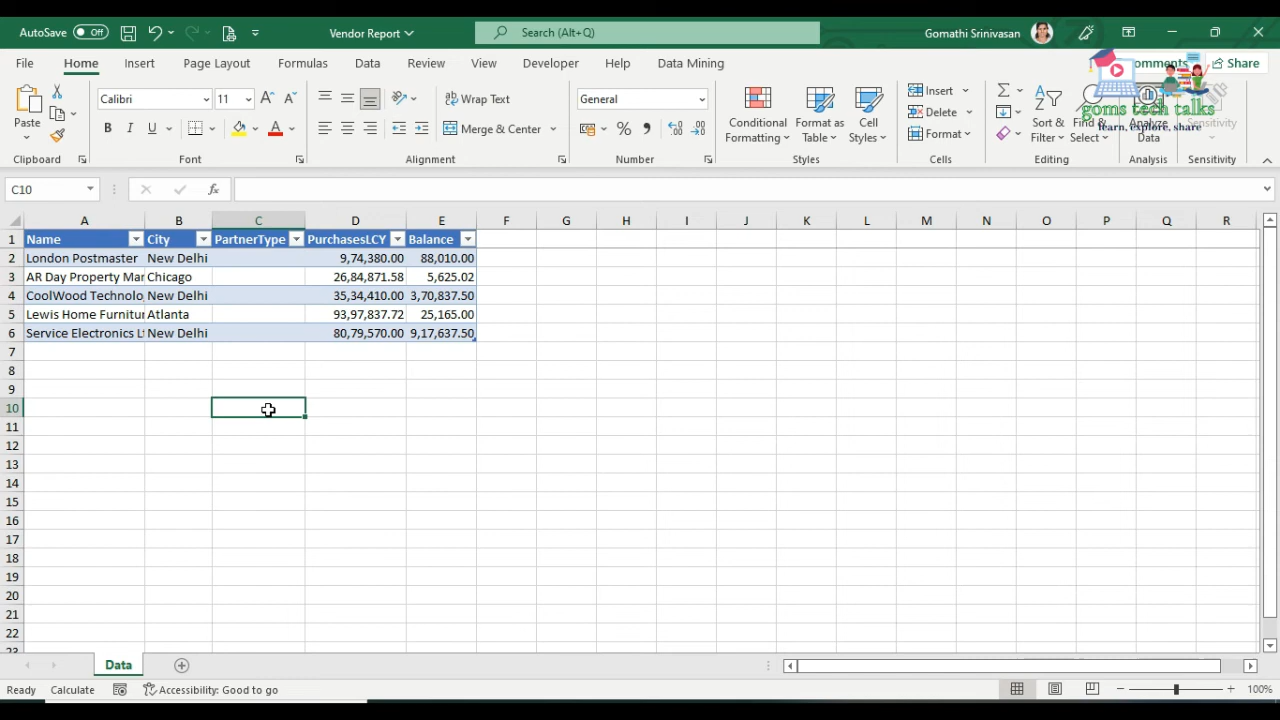 AutoSave Off Vendor Report Search (Alt+Q) Gomathi Srinivasan
File Home Insert Page Layout Formulas Data Review View Developer Help Data Mining Comments Share
Paste Calibri 11 Wrap Text General Conditional Formatting Format as Table Cell Styles Insert Sort & Filter Find & Select Analyze Data Sensitivity
B I U Merge & Center % Delete
Format
goms tech talks
learn, explore, share
Clipboard Font Alignment Number Styles Cells Editing Analysis Sensitivity
C10 fx
A B C D E F G H I J K L M N O P Q R
1 Name City PartnerType PurchasesLCY Balance
2 London Postmaster New Delhi 9,74,380.00 88,010.00
3 AR Day Property Mar Chicago 26,84,871.58 5,625.02
4 CoolWood Technolo New Delhi 35,34,410.00 3,70,837.50
5 Lewis Home Furnitur Atlanta 93,97,837.72 25,165.00
6 Service Electronics Lt New Delhi 80,79,570.00 9,17,637.50
7
8
9
10
11
12
13
14
15
16
17
18
19
20
21
22
23
Data
Ready Calculate Accessibility: Good to go 100%